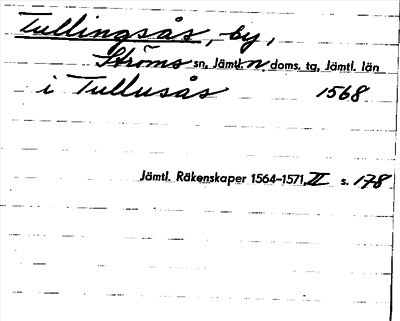 Tullingsås, by,
Ströms sn, Jämtl. n. doms. tg, Jämtl. län
i Tullusås 1568
Jämtl. Räkenskaper 1564-1571, II s. 178